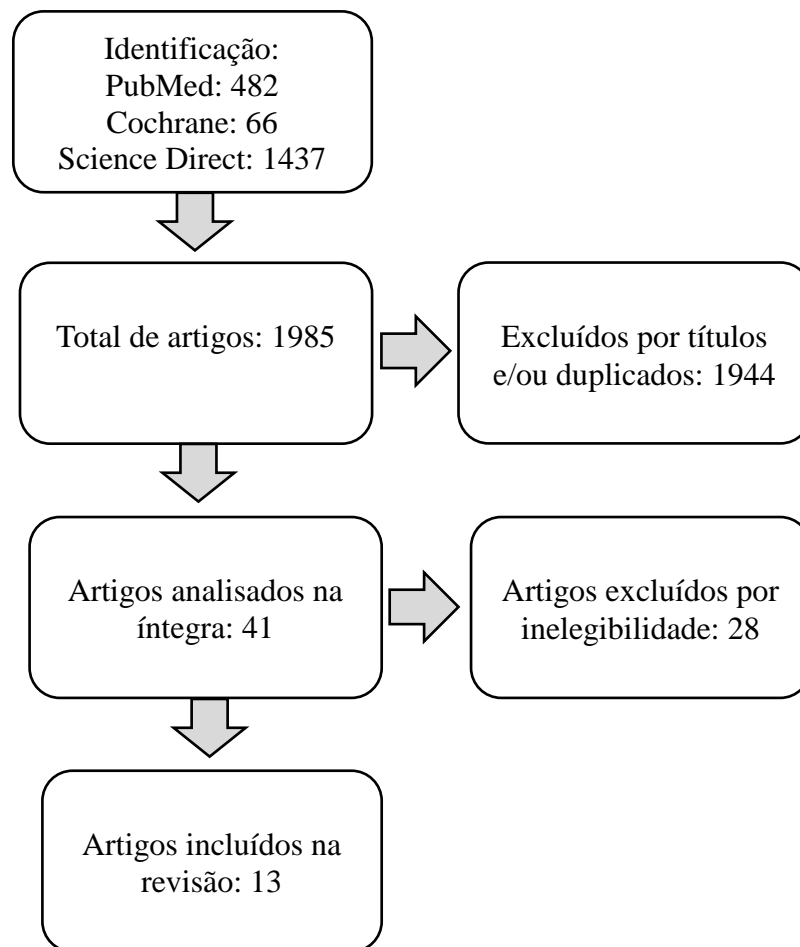 Identificação:
PubMed: 482
Cochrane: 66
Science Direct: 1437
Total de artigos: 1985
Excluídos por títulos
e/ou duplicados: 1944
Artigos analisados na
íntegra: 41
Artigos excluídos por
inelegibilidade: 28
Artigos incluídos na
revisão: 13